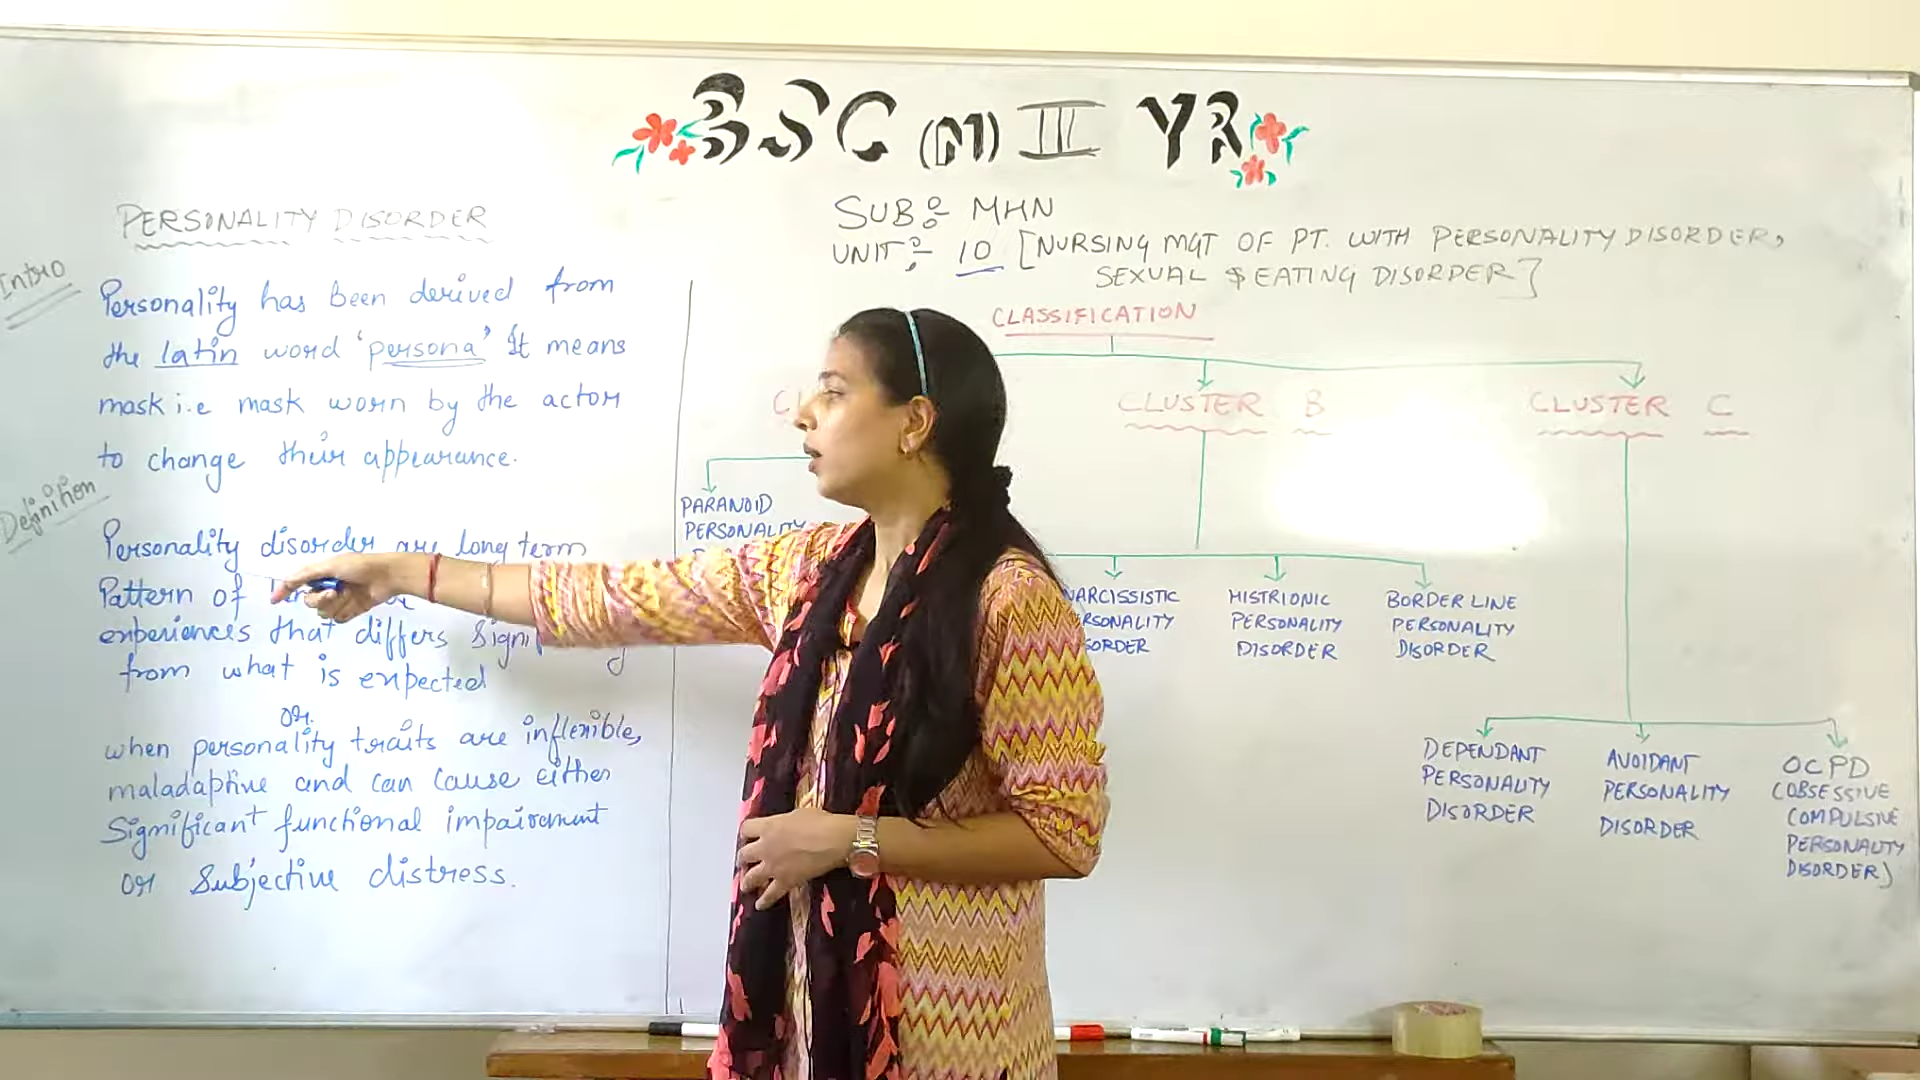 BSC (N) III YR
SUB:- MHN
UNIT:- 10 [NURSING MGT OF PT. WITH PERSONALITY DISORDER,
SEXUAL & EATING DISORDER]
PERSONALITY DISORDER
Intro
Personality has been derived from
the latin word 'persona' It means
mask i.e mask worn by the actor
to change their appearance.
Definition
Personality disorder are long term
Pattern of
experiences that differs
from what is expected
or
when personality traits are inflexible,
maladaptive and can cause either
Significant functional impairment
or Subjective distress.
CLASSIFICATION
CLUSTER B
CLUSTER C
PARANOID
PERSONALITY
NARCISSISTIC
PERSONALITY
DISORDER
HISTRIONIC
PERSONALITY
DISORDER
BORDER LINE
PERSONALITY
DISORDER
DEPENDANT
PERSONALITY
DISORDER
AVOIDANT
PERSONALITY
DISORDER
OCPD
(OBSESSIVE
COMPULSIVE
PERSONALITY
DISORDER)